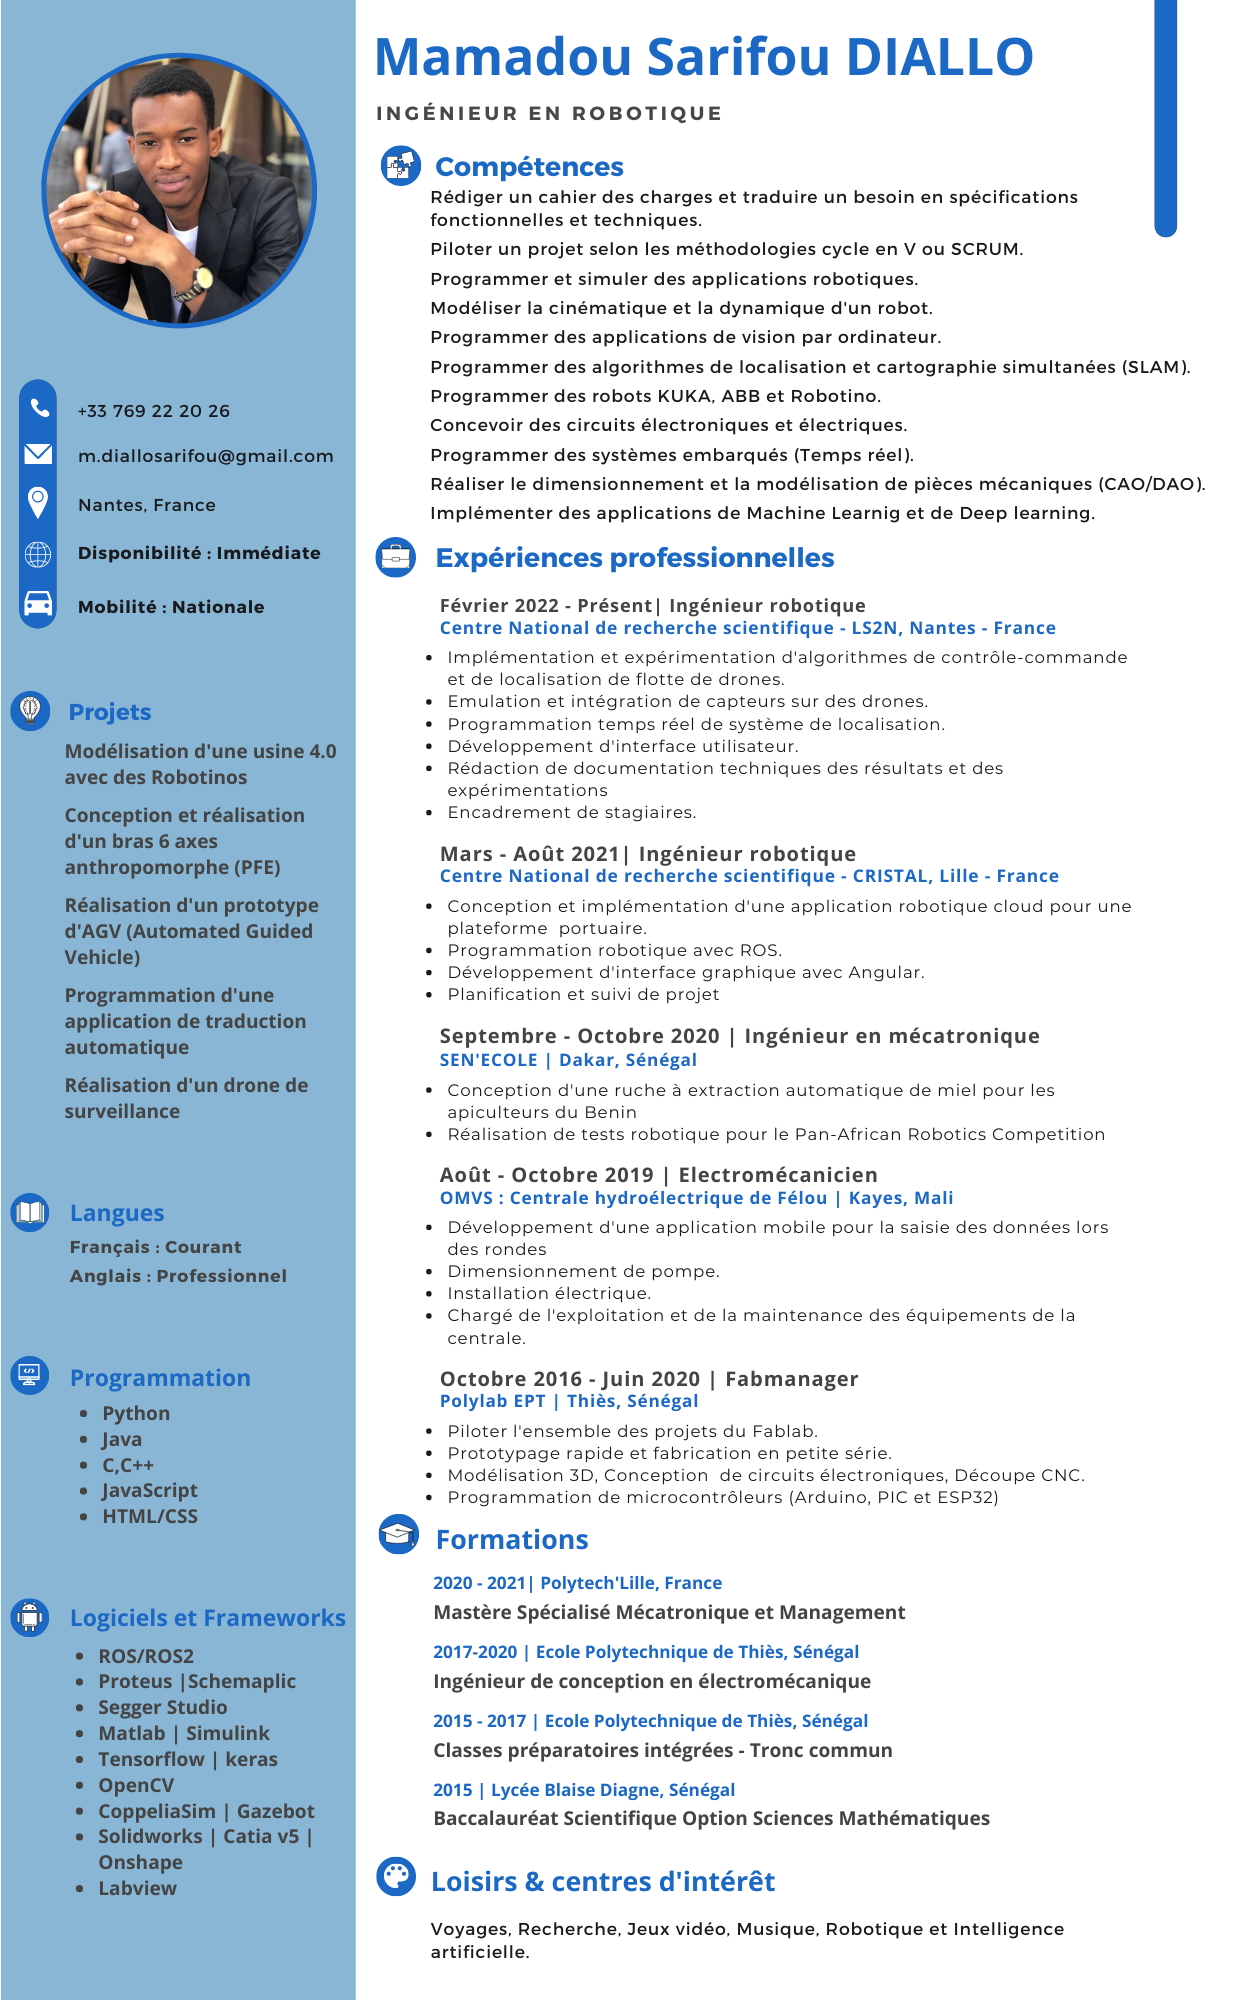 Mamadou Sarifou DIALLO
INGÉNIEUR EN ROBOTIQUE
+33 769 22 20 26
m.diallosarifou@gmail.com
Nantes, France
Disponibilité : Immédiate
Mobilité : Nationale
Projets
Modélisation d'une usine 4.0
avec des Robotinos
Conception et réalisation
d'un bras 6 axes
anthropomorphe (PFE)
Réalisation d'un prototype
d'AGV (Automated Guided
Vehicle)
Programmation d'une
application de traduction
automatique
Réalisation d'un drone de
surveillance
Langues
Français : Courant
Anglais : Professionnel
Programmation
• Python
• Java
• C,C++
• JavaScript
• HTML/CSS
Logiciels et Frameworks
• ROS/ROS2
• Proteus |Schemaplic
• Segger Studio
• Matlab | Simulink
• Tensorflow | keras
• OpenCV
• CoppeliaSim | Gazebot
• Solidworks | Catia v5 |
Onshape
• Labview
Compétences
Rédiger un cahier des charges et traduire un besoin en spécifications
fonctionnelles et techniques.
Piloter un projet selon les méthodologies cycle en V ou SCRUM.
Programmer et simuler des applications robotiques.
Modéliser la cinématique et la dynamique d'un robot.
Programmer des applications de vision par ordinateur.
Programmer des algorithmes de localisation et cartographie simultanées (SLAM).
Programmer des robots KUKA, ABB et Robotino.
Concevoir des circuits électroniques et électriques.
Programmer des systèmes embarqués (Temps réel).
Réaliser le dimensionnement et la modélisation de pièces mécaniques (CAO/DAO).
Implémenter des applications de Machine Learnig et de Deep learning.
Expériences professionnelles
Février 2022 - Présent| Ingénieur robotique
Centre National de recherche scientifique - LS2N, Nantes - France
• Implémentation et expérimentation d'algorithmes de contrôle-commande
et de localisation de flotte de drones.
• Emulation et intégration de capteurs sur des drones.
• Programmation temps réel de système de localisation.
• Développement d'interface utilisateur.
• Rédaction de documentation techniques des résultats et des
expérimentations
• Encadrement de stagiaires.
Mars - Août 2021| Ingénieur robotique
Centre National de recherche scientifique - CRISTAL, Lille - France
• Conception et implémentation d'une application robotique cloud pour une
plateforme  portuaire.
• Programmation robotique avec ROS.
• Développement d'interface graphique avec Angular.
• Planification et suivi de projet
Septembre - Octobre 2020 | Ingénieur en mécatronique
SEN'ECOLE | Dakar, Sénégal
• Conception d'une ruche à extraction automatique de miel pour les
apiculteurs du Benin
• Réalisation de tests robotique pour le Pan-African Robotics Competition
Août - Octobre 2019 | Electromécanicien
OMVS : Centrale hydroélectrique de Félou | Kayes, Mali
• Développement d'une application mobile pour la saisie des données lors
des rondes
• Dimensionnement de pompe.
• Installation électrique.
• Chargé de l'exploitation et de la maintenance des équipements de la
centrale.
Octobre 2016 - Juin 2020 | Fabmanager
Polylab EPT | Thiès, Sénégal
• Piloter l'ensemble des projets du Fablab.
• Prototypage rapide et fabrication en petite série.
• Modélisation 3D, Conception  de circuits électroniques, Découpe CNC.
• Programmation de microcontrôleurs (Arduino, PIC et ESP32)
Formations
2020 - 2021| Polytech'Lille, France
Mastère Spécialisé Mécatronique et Management
2017-2020 | Ecole Polytechnique de Thiès, Sénégal
Ingénieur de conception en électromécanique
2015 - 2017 | Ecole Polytechnique de Thiès, Sénégal
Classes préparatoires intégrées - Tronc commun
2015 | Lycée Blaise Diagne, Sénégal
Baccalauréat Scientifique Option Sciences Mathématiques
Loisirs & centres d'intérêt
Voyages, Recherche, Jeux vidéo, Musique, Robotique et Intelligence
artificielle.